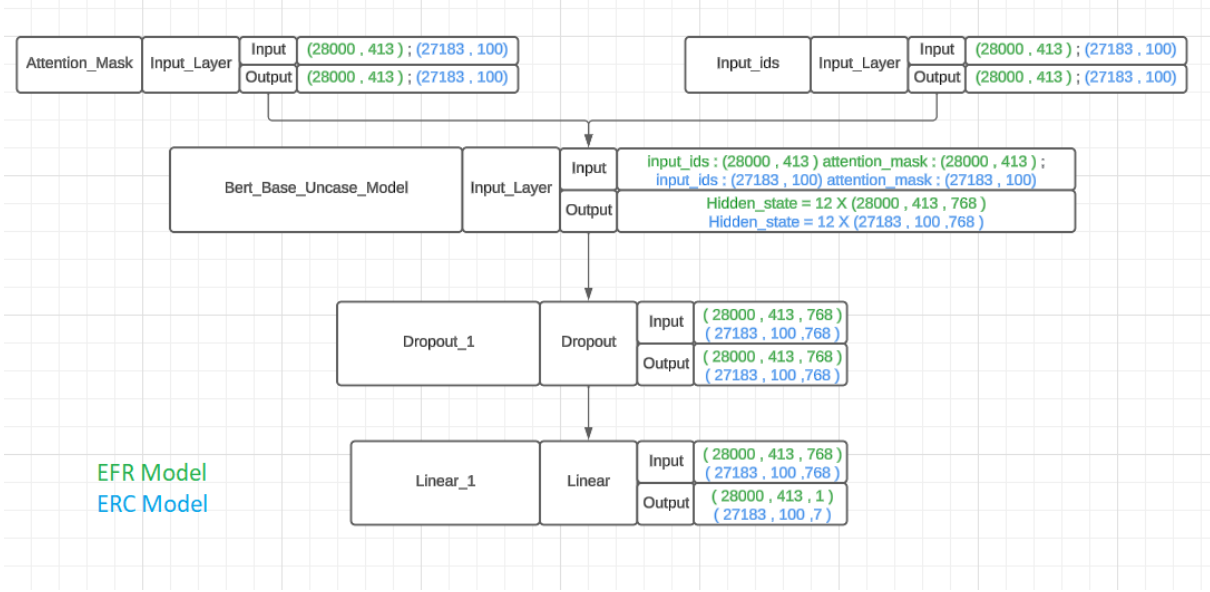 Attention_Mask Input_Layer Input (28000 , 413 ) ; (27183 , 100)
Output (28000 , 413 ) ; (27183 , 100)
Input_ids Input_Layer Input (28000 , 413 ) ; (27183 , 100)
Output (28000 , 413 ) ; (27183 , 100)
Bert_Base_Uncase_Model Input_Layer Input input_ids : (28000 , 413 ) attention_mask : (28000 , 413 ) ;
input_ids : (27183 , 100) attention_mask : (27183 , 100)
Output Hidden_state = 12 X (28000 , 413 , 768 )
Hidden_state = 12 X (27183 , 100 ,768 )
Dropout_1 Dropout Input ( 28000 , 413 , 768 )
( 27183 , 100 ,768 )
Output ( 28000 , 413 , 768 )
( 27183 , 100 ,768 )
Linear_1 Linear Input ( 28000 , 413 , 768 )
( 27183 , 100 ,768 )
Output ( 28000 , 413 , 1 )
( 27183 , 100 ,7 )
EFR Model
ERC Model